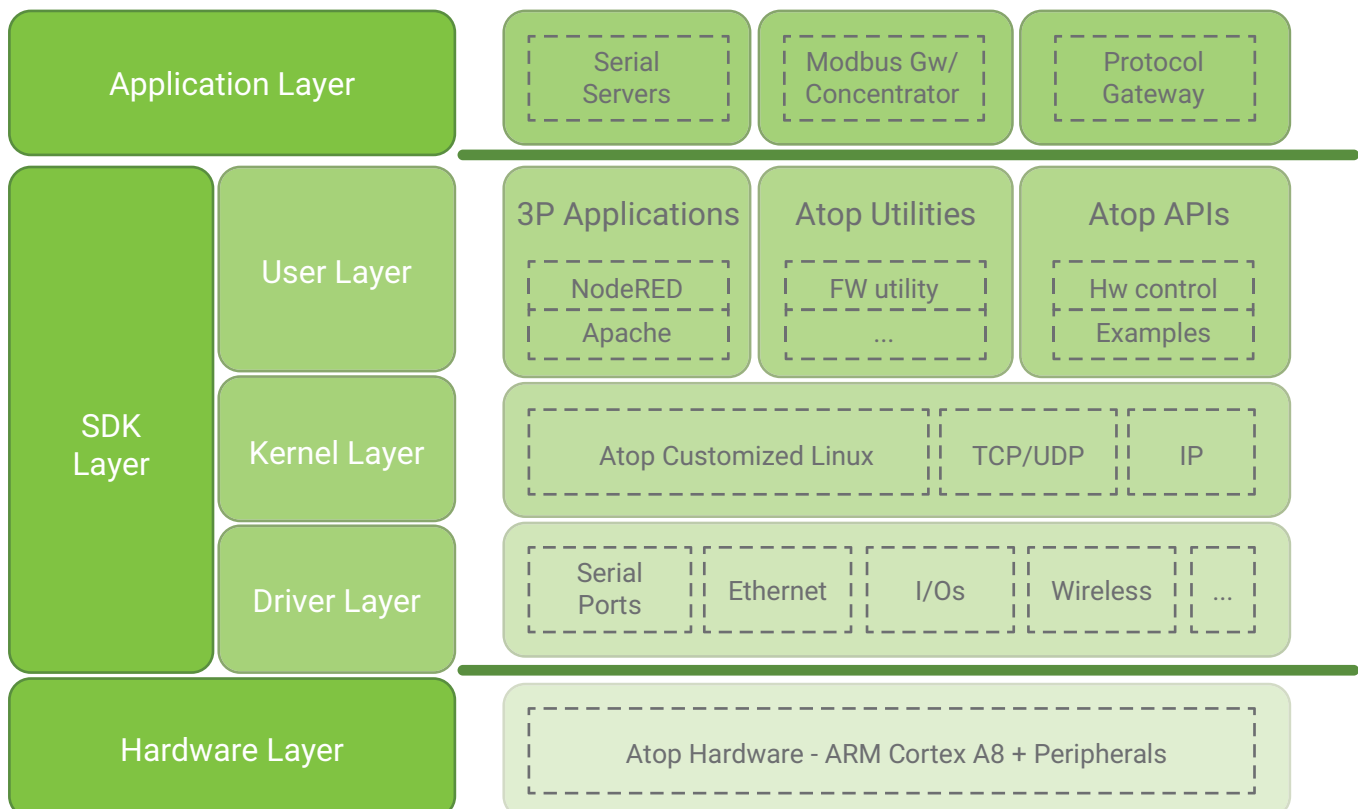 Application Layer
Serial
Servers
Modbus Gw/
Concentrator
Protocol
Gateway
SDK
Layer
User Layer
3P Applications
NodeRED
Apache
Atop Utilities
FW utility
...
Atop APIs
Hw control
Examples
Kernel Layer
Atop Customized Linux
TCP/UDP
IP
Driver Layer
Serial
Ports
Ethernet
I/Os
Wireless
...
Hardware Layer
Atop Hardware - ARM Cortex A8 + Peripherals